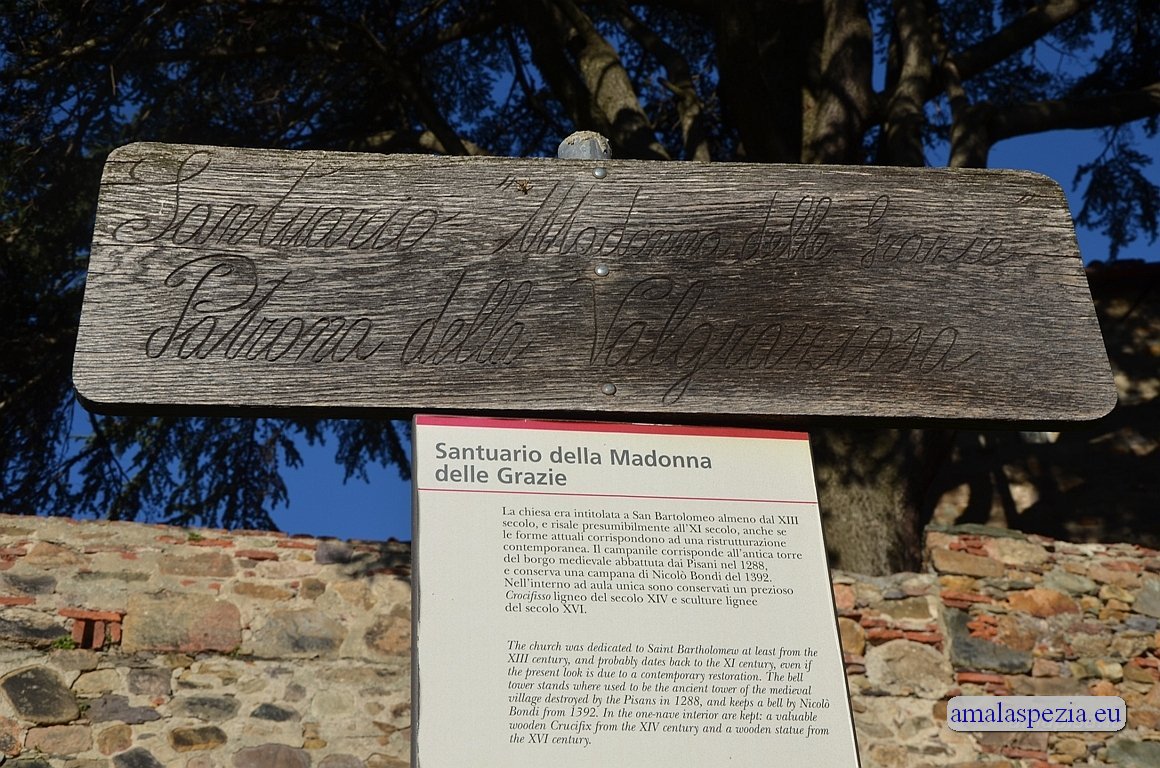 Santuario "Madonna delle Grazie"
Patrona della Valgraziosa
Santuario della Madonna
delle Grazie
La chiesa era intitolata a San Bartolomeo almeno dal XIII
secolo, e risale presumibilmente all'XI secolo, anche se
le forme attuali corrispondono ad una ristrutturazione
contemporanea. Il campanile corrisponde all'antica torre
del borgo medievale abbattuta dai Pisani nel 1288,
e conserva una campana di Nicolò Bondi del 1392.
Nell'interno ad aula unica sono conservati un prezioso
Crocifisso ligneo del secolo XIV e sculture lignee
del secolo XVI.
The church was dedicated to Saint Bartholomew at least from the
XIII century, and probably dates back to the XI century, even if
the present look is due to a contemporary restoration. The bell
tower stands where used to be the ancient tower of the medieval
village destroyed by the Pisans in 1288, and keeps a bell by Nicolò
Bondi from 1392. In the one-nave interior are kept: a valuable
wooden Crucifix from the XIV century and a wooden statue from
the XVI century.
amalaspezia.eu